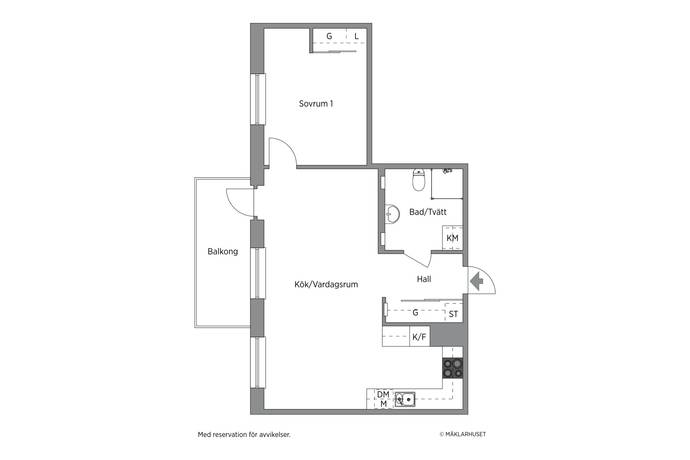 G L
Sovrum 1
Bad/Tvätt
KM
Balkong
Kök/Vardagsrum
Hall
G
ST
K/F
DM
M
Med reservation för avvikelser.
© MÄKLARHUSET